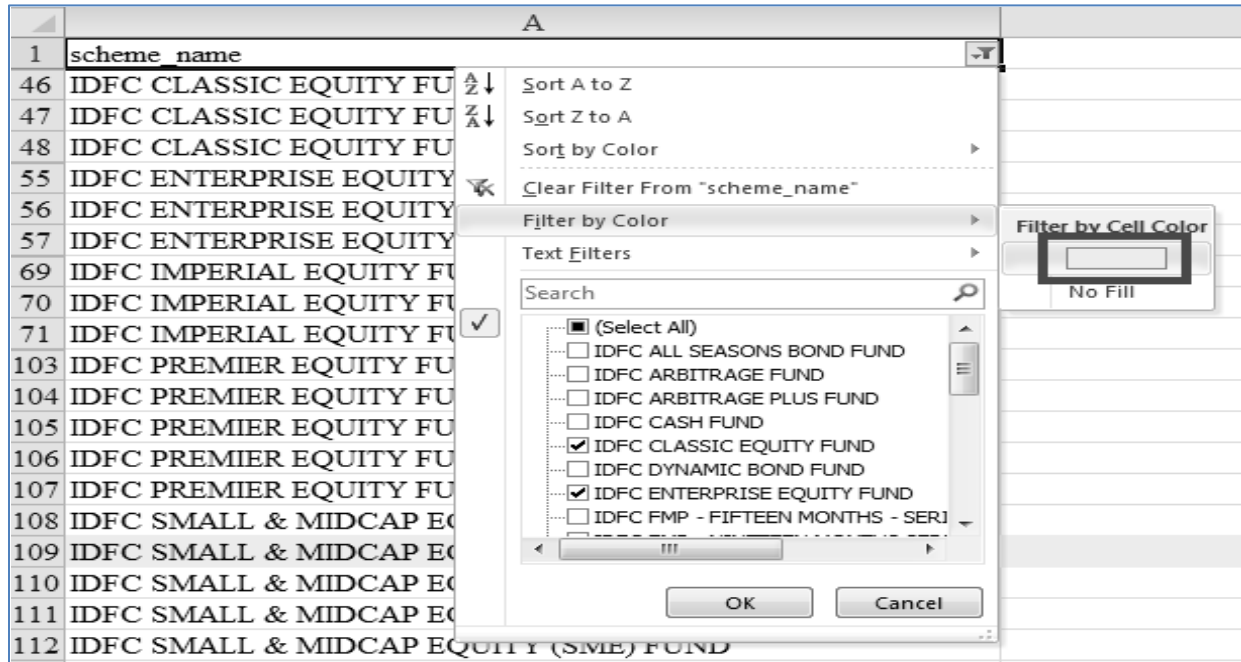 A
1 scheme_name
46 IDFC CLASSIC EQUITY FU
47 IDFC CLASSIC EQUITY FU
48 IDFC CLASSIC EQUITY FU
55 IDFC ENTERPRISE EQUITY
56 IDFC ENTERPRISE EQUITY
57 IDFC ENTERPRISE EQUITY
69 IDFC IMPERIAL EQUITY FU
70 IDFC IMPERIAL EQUITY FU
71 IDFC IMPERIAL EQUITY FU
103 IDFC PREMIER EQUITY FU
104 IDFC PREMIER EQUITY FU
105 IDFC PREMIER EQUITY FU
106 IDFC PREMIER EQUITY FU
107 IDFC PREMIER EQUITY FU
108 IDFC SMALL & MIDCAP EQ
109 IDFC SMALL & MIDCAP EQ
110 IDFC SMALL & MIDCAP EQ
111 IDFC SMALL & MIDCAP EQ
112 IDFC SMALL & MIDCAP EQUITY (SME) FUND
Sort A to Z
Sort Z to A
Sort by Color
Clear Filter From "scheme_name"
Filter by Color
Text Filters
Search
(Select All)
IDFC ALL SEASONS BOND FUND
IDFC ARBITRAGE FUND
IDFC ARBITRAGE PLUS FUND
IDFC CASH FUND
IDFC CLASSIC EQUITY FUND
IDFC DYNAMIC BOND FUND
IDFC ENTERPRISE EQUITY FUND
IDFC FMP - FIFTEEN MONTHS - SERI
OK
Cancel
Filter by Cell Color
No Fill